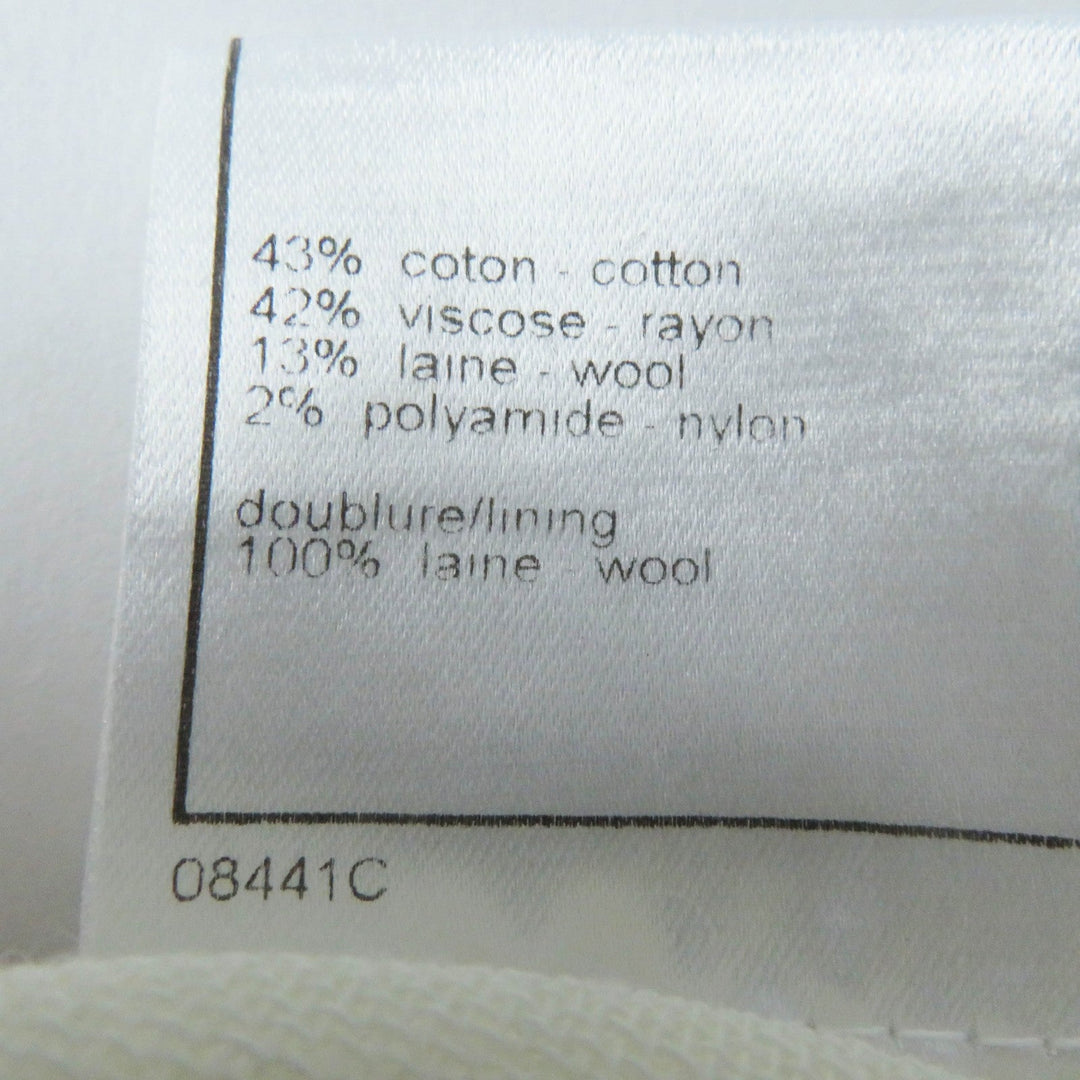 43% coton - cotton
42% viscose - rayon
13% laine - wool
2% polyamide - nylon
doublure/lining
100% laine - wool
08441C